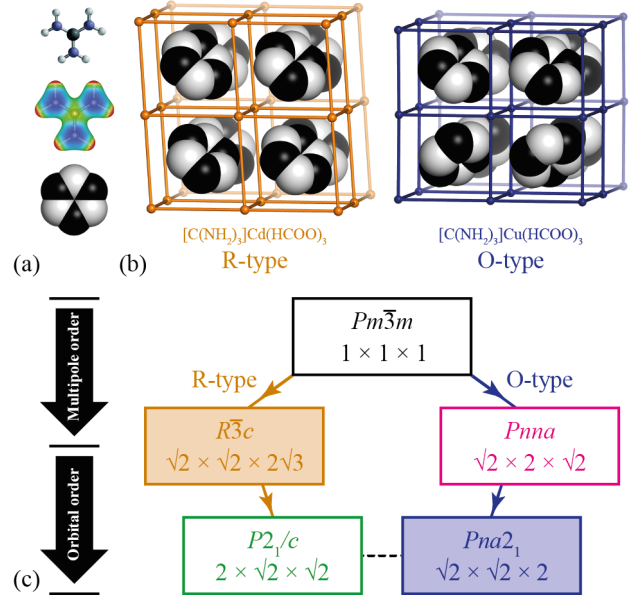 (a)
(b)
[C(NH₂)₃]Cd(HCOO)₃
R-type
[C(NH₂)₃]Cu(HCOO)₃
O-type
Multipole order
Pm3̅m
1 × 1 × 1
R-type
O-type
R3̅c
√2 × √2 × 2√3
Pnna
√2 × 2 × √2
Orbital order
P2₁/c
2 × √2 × √2
Pna2₁
√2 × √2 × 2
(c)